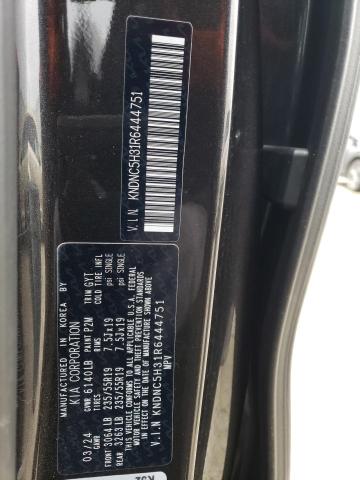 V.I.N KNDNC5H31R6444751
MANUFACTURED IN KOREA BY
KIA CORPORATION
03/24 GVWR 6140LB PAINT P2M TRIM GYT
GAWR RIMS COLD TIRE INFL
FRONT 3064LB 235/55R19 7.5Jx19 psi SINGLE
REAR 3263LB 235/55R19 7.5Jx19 psi SINGLE
THIS VEHICLE CONFORMS TO ALL APPLICABLE U.S.A. FEDERAL
MOTOR VEHICLE SAFETY, BUMPER, AND THEFT PREVENTION STANDARDS
IN EFFECT ON THE DATE OF MANUFACTURE SHOWN ABOVE
V.I.N KNDNC5H31R6444751
MPV